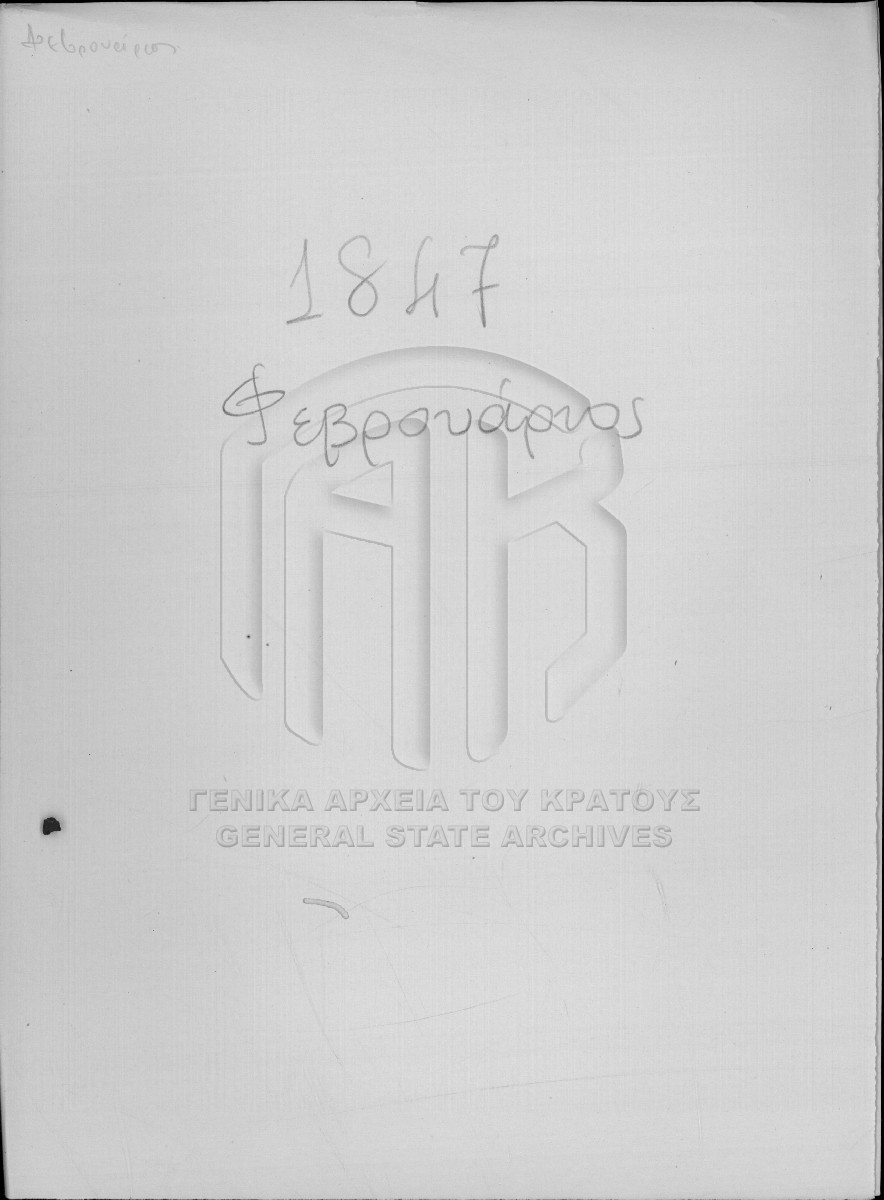 Φεβρουάριος
1847
Φεβρουάριος
ΓΕΝΙΚΑ ΑΡΧΕΙΑ ΤΟΥ ΚΡΑΤΟΥΣ
GENERAL STATE ARCHIVES